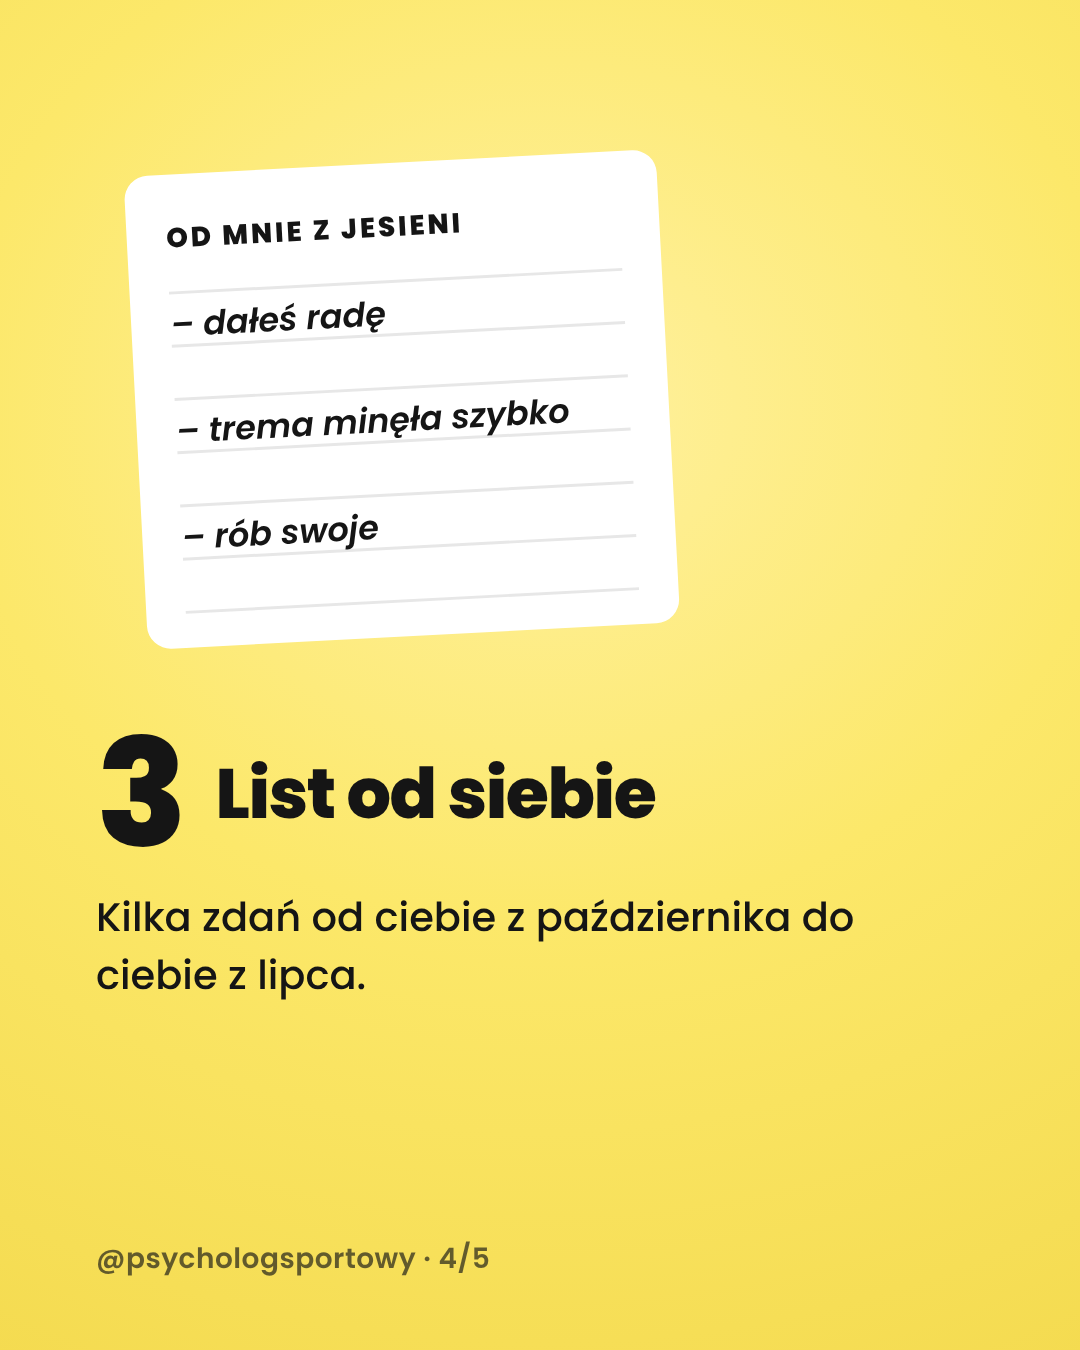 OD MNIE Z JESIENI
– dałeś radę
– trema minęła szybko
– rób swoje
3 List od siebie
Kilka zdań od ciebie z października do
ciebie z lipca.
@psychologsportowy · 4/5